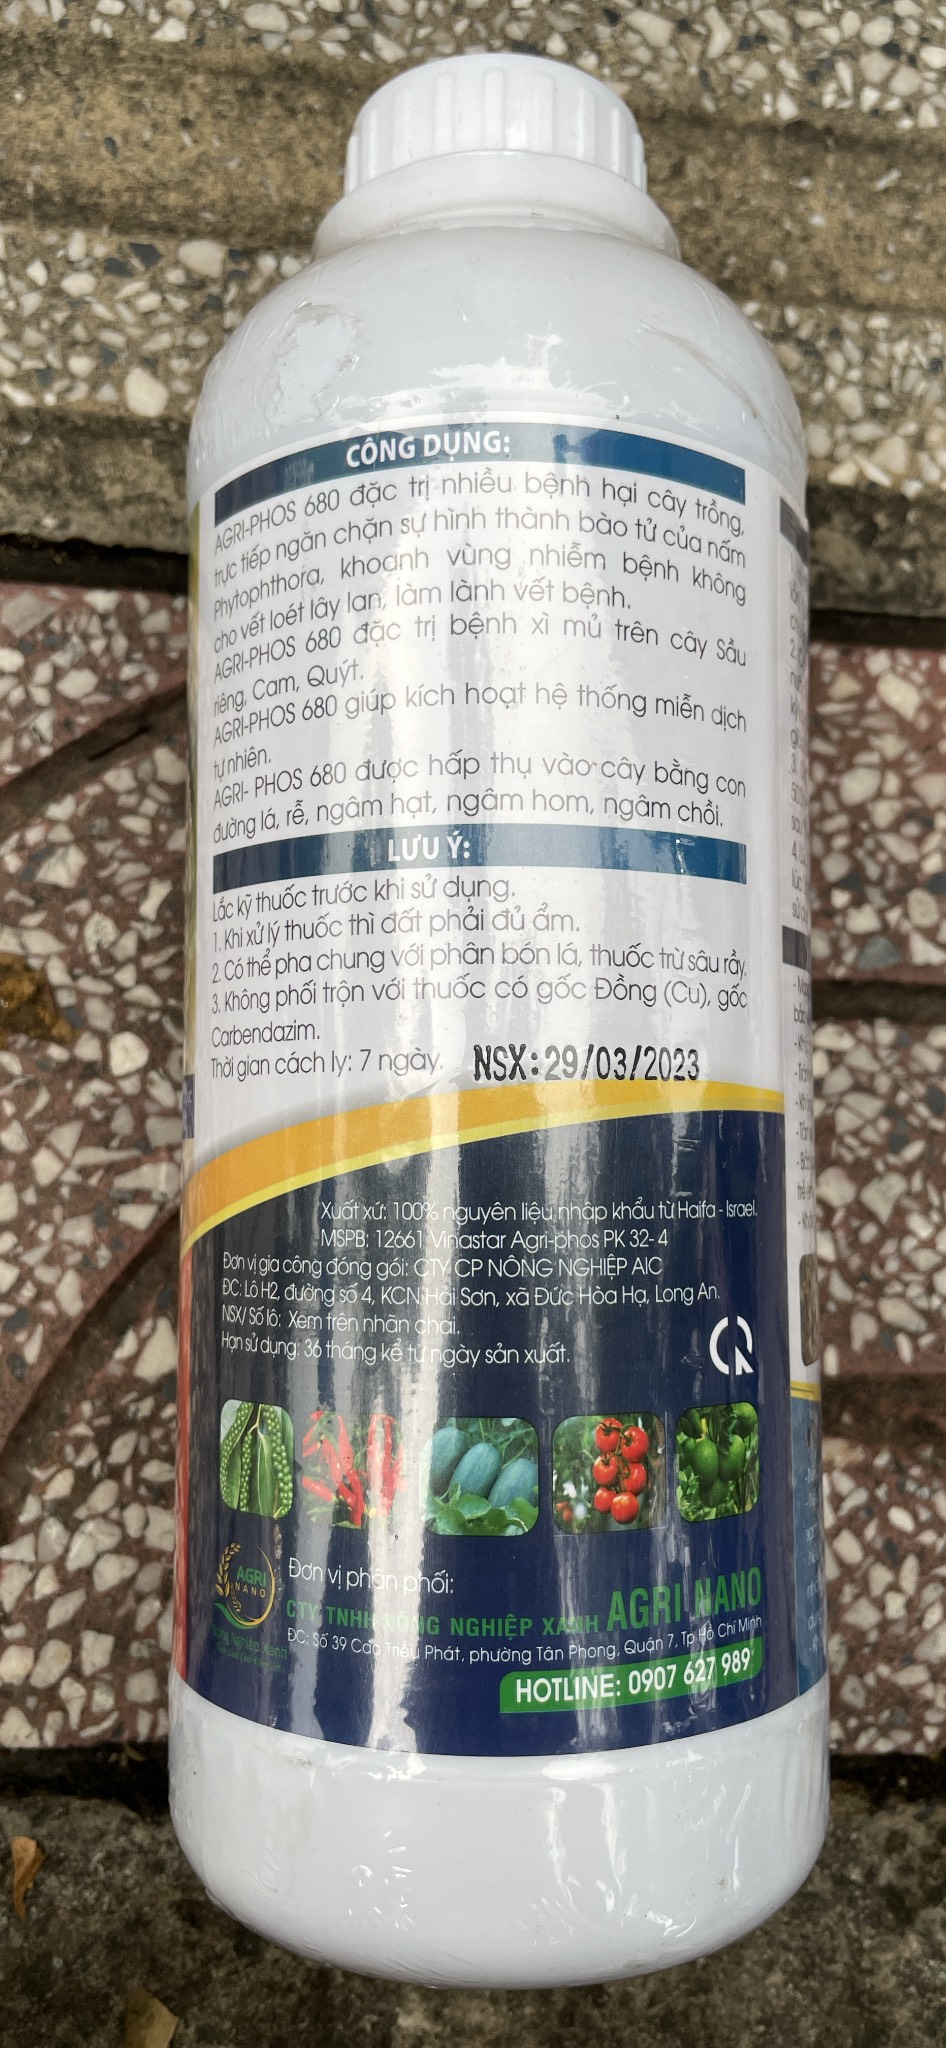 CÔNG DỤNG:
AGRI-PHOS 680 đặc trị nhiều bệnh hại cây trồng,
trực tiếp ngăn chặn sự hình thành bào tử của nấm
Phytophthora, khoanh vùng nhiễm bệnh không
cho vết loét lây lan, làm lành vết bệnh.
AGRI-PHOS 680 đặc trị bệnh xì mủ trên cây Sầu
riêng, Cam, Quýt.
AGRI-PHOS 680 giúp kích hoạt hệ thống miễn dịch
tự nhiên.
AGRI- PHOS 680 được hấp thụ vào cây bằng con
đường lá, rễ, ngâm hạt, ngâm hom, ngâm chồi.
LƯU Ý:
Lắc kỹ thuốc trước khi sử dụng.
1. Khi xử lý thuốc thì đất phải đủ ẩm.
2. Có thể pha chung với phân bón lá, thuốc trừ sâu rầy.
3. Không phối trộn với thuốc có gốc Đồng (Cu), gốc
Carbendazim.
Thời gian cách ly: 7 ngày. NSX:29/03/2023
Xuất xứ: 100% nguyên liệu nhập khẩu từ Haifa - Israel.
MSPB: 12661 Vinastar Agri-phos PK 32-4
Đơn vị gia công đóng gói: CTY CP NÔNG NGHIỆP AIC
ĐC: Lô H2, đường số 4, KCN Hải Sơn, xã Đức Hòa Hạ, Long An.
NSX/ Số lô: Xem trên nhãn chai.
Hạn sử dụng: 36 tháng kể từ ngày sản xuất.
AGRI
NANO
Nông Nghiệp Xanh
Đơn vị phân phối:
CTY TNHH NÔNG NGHIỆP XANH AGRI NANO
ĐC: Số 39 Cao Triều Phát, phường Tân Phong, Quận 7, Tp Hồ Chí Minh
HOTLINE: 0907 627 989